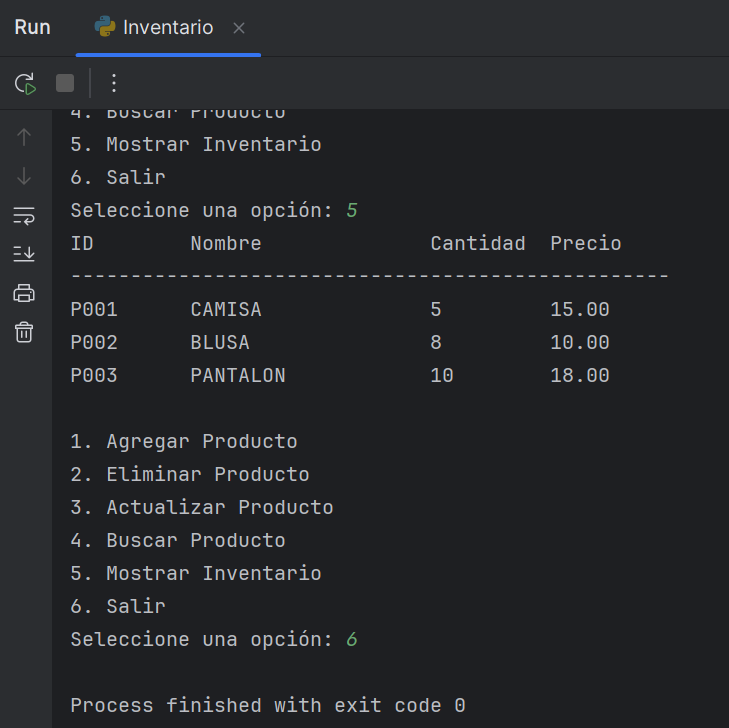 Run Inventario
4. Buscar Producto
5. Mostrar Inventario
6. Salir
Seleccione una opción: 5
ID Nombre Cantidad Precio
--------------------------------------------------
P001 CAMISA 5 15.00
P002 BLUSA 8 10.00
P003 PANTALON 10 18.00
1. Agregar Producto
2. Eliminar Producto
3. Actualizar Producto
4. Buscar Producto
5. Mostrar Inventario
6. Salir
Seleccione una opción: 6
Process finished with exit code 0